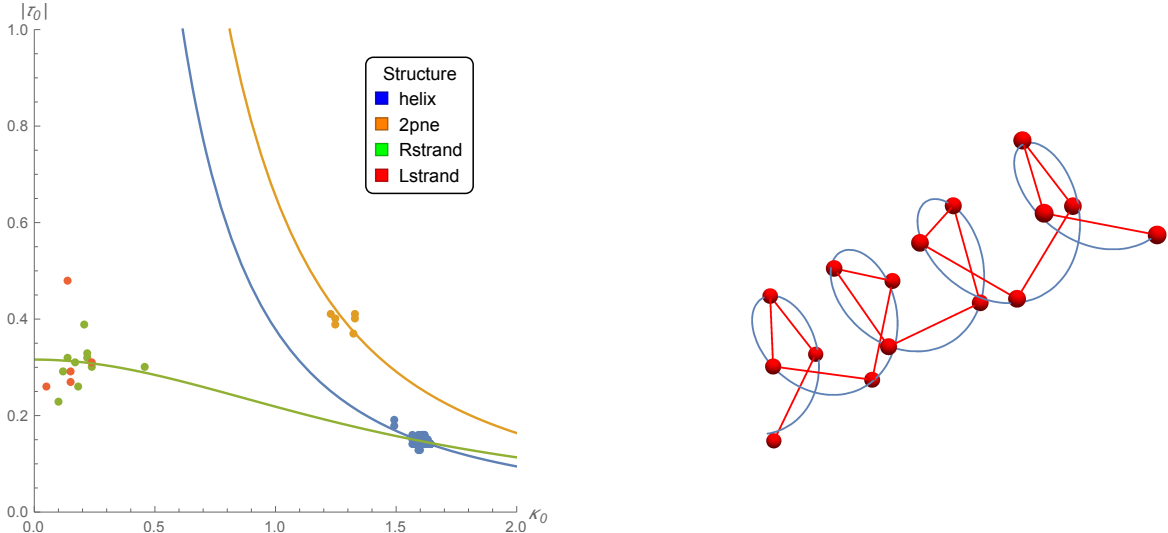 |τ₀|
1.0
0.8
0.6
0.4
0.2
0.0
Structure
helix
2pne
Rstrand
Lstrand
0.0 0.5 1.0 1.5 2.0
κ₀